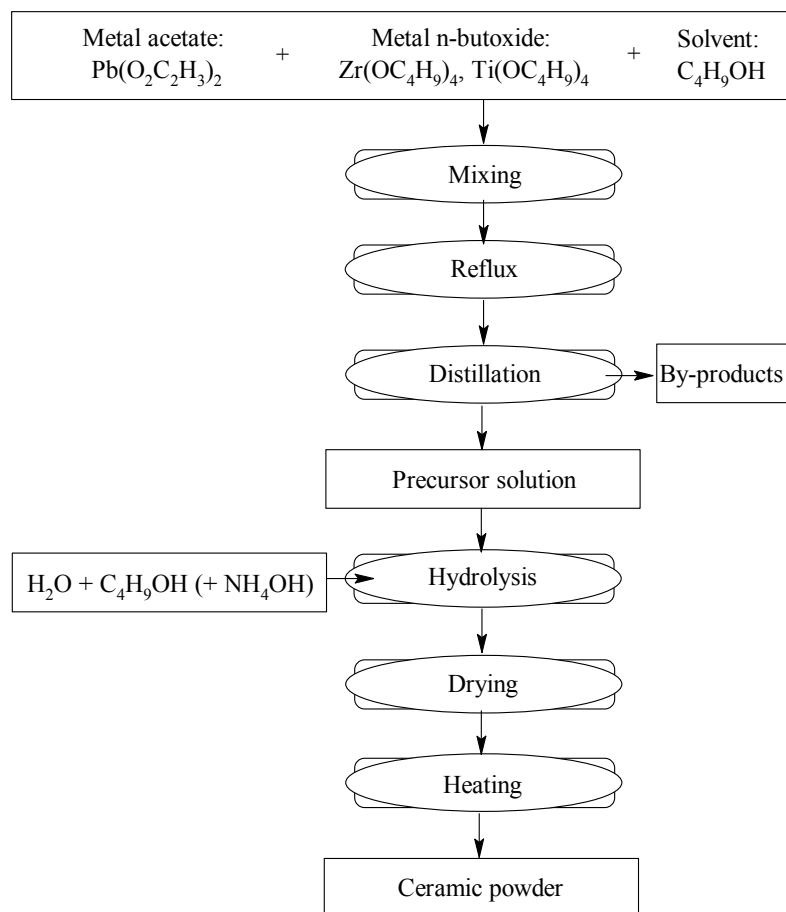 Metal acetate: + Metal n-butoxide: + Solvent:
Pb(O₂C₂H₃)₂ Zr(OC₄H₉)₄, Ti(OC₄H₉)₄ C₄H₉OH
Mixing
Reflux
Distillation
By-products
Precursor solution
H₂O + C₄H₉OH (+ NH₄OH)
Hydrolysis
Drying
Heating
Ceramic powder